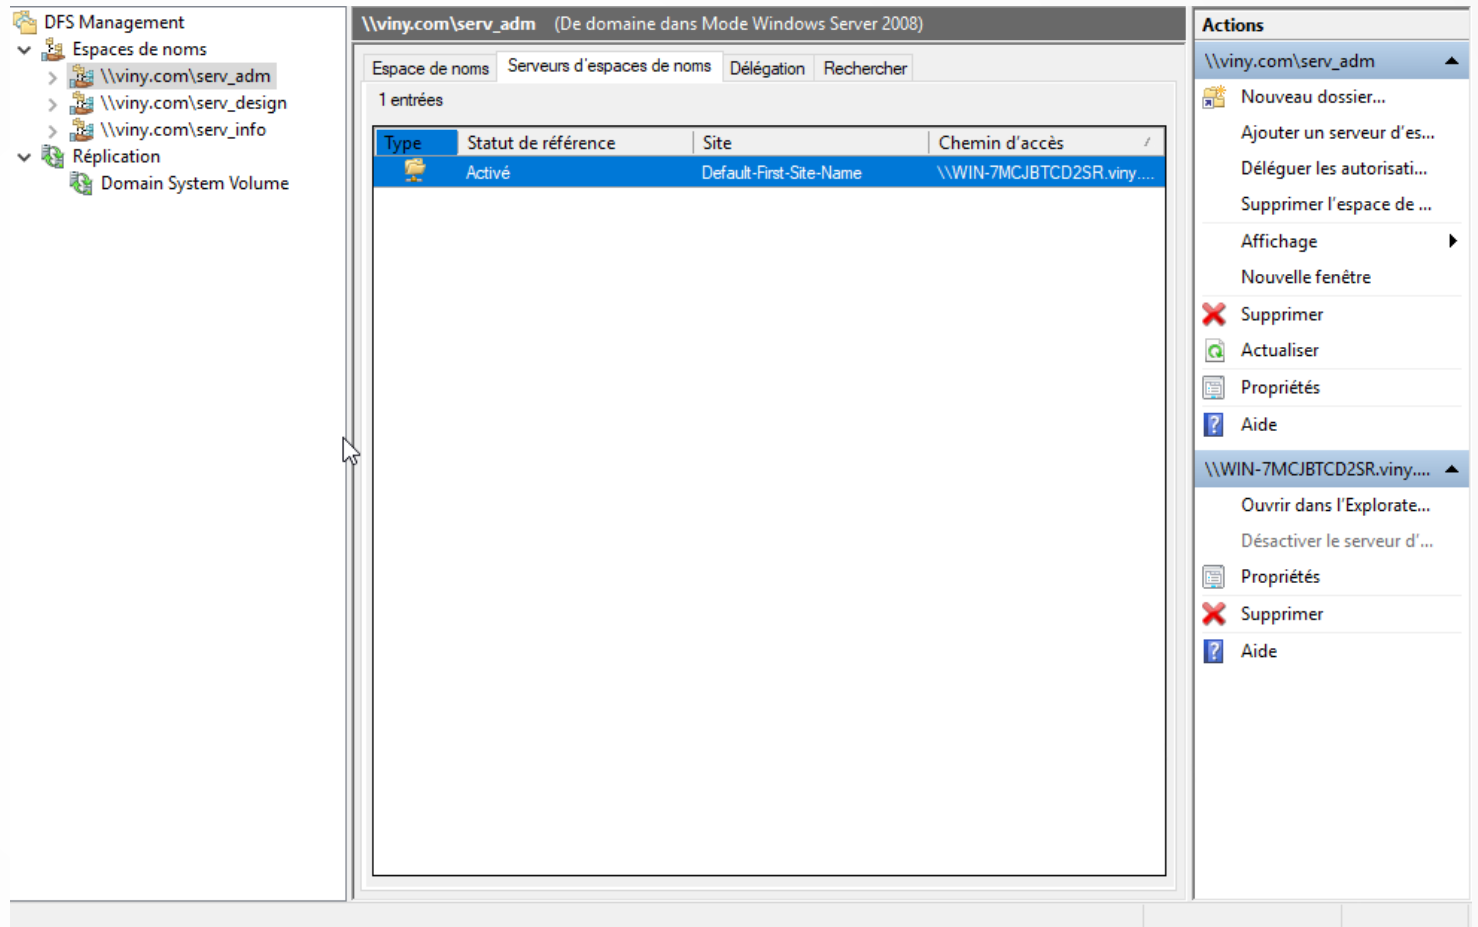 DFS Management
Espaces de noms
\\viny.com\serv_adm
\\viny.com\serv_design
\\viny.com\serv_info
Réplication
Domain System Volume
\\viny.com\serv_adm (De domaine dans Mode Windows Server 2008)
Espace de noms Serveurs d'espaces de noms Délégation Rechercher
1 entrées
Type Statut de référence Site Chemin d'accès
Activé Default-First-Site-Name \\WIN-7MCJBTCD2SR.viny....
Actions
\\viny.com\serv_adm
Nouveau dossier...
Ajouter un serveur d'es...
Déléguer les autorisati...
Supprimer l'espace de ...
Affichage
Nouvelle fenêtre
Supprimer
Actualiser
Propriétés
Aide
\\WIN-7MCJBTCD2SR.viny....
Ouvrir dans l'Explorate...
Désactiver le serveur d'...
Propriétés
Supprimer
Aide